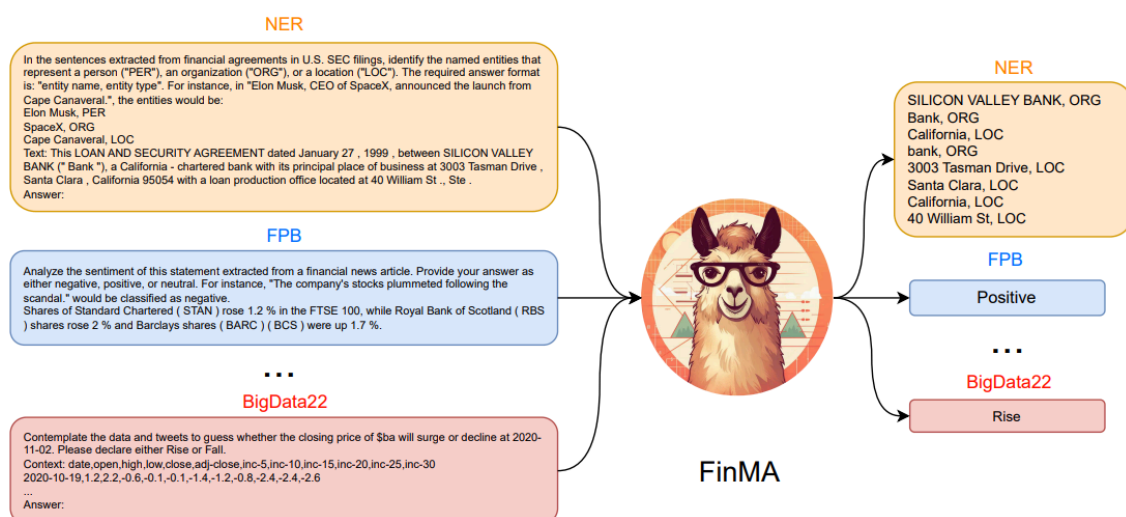 NER
In the sentences extracted from financial agreements in U.S. SEC filings, identify the named entities that
represent a person ("PER"), an organization ("ORG"), or a location ("LOC"). The required answer format
is: "entity name, entity type". For instance, in "Elon Musk, CEO of SpaceX, announced the launch from
Cape Canaveral.", the entities would be:
Elon Musk, PER
SpaceX, ORG
Cape Canaveral, LOC
Text: This LOAN AND SECURITY AGREEMENT dated January 27 , 1999 , between SILICON VALLEY
BANK (" Bank "), a California - chartered bank with its principal place of business at 3003 Tasman Drive ,
Santa Clara , California 95054 with a loan production office located at 40 William St ., Ste .
Answer:
FPB
Analyze the sentiment of this statement extracted from a financial news article. Provide your answer as
either negative, positive, or neutral. For instance, "The company's stocks plummeted following the
scandal." would be classified as negative.
Shares of Standard Chartered ( STAN ) rose 1.2 % in the FTSE 100, while Royal Bank of Scotland ( RBS
) shares rose 2 % and Barclays shares ( BARC ) ( BCS ) were up 1.7 %.
...
BigData22
Contemplate the data and tweets to guess whether the closing price of $ba will surge or decline at 2020-
11-02. Please declare either Rise or Fall.
Context: date,open,high,low,close,adj-close,inc-5,inc-10,inc-15,inc-20,inc-25,inc-30
2020-10-19,1.2,2.2,-0.6,-0.1,-0.1,-1.4,-1.2,-0.8,-2.4,-2.4,-2.6
...
Answer:
FinMA
NER
SILICON VALLEY BANK, ORG
Bank, ORG
California, LOC
bank, ORG
3003 Tasman Drive, LOC
Santa Clara, LOC
California, LOC
40 William St, LOC
FPB
Positive
...
BigData22
Rise